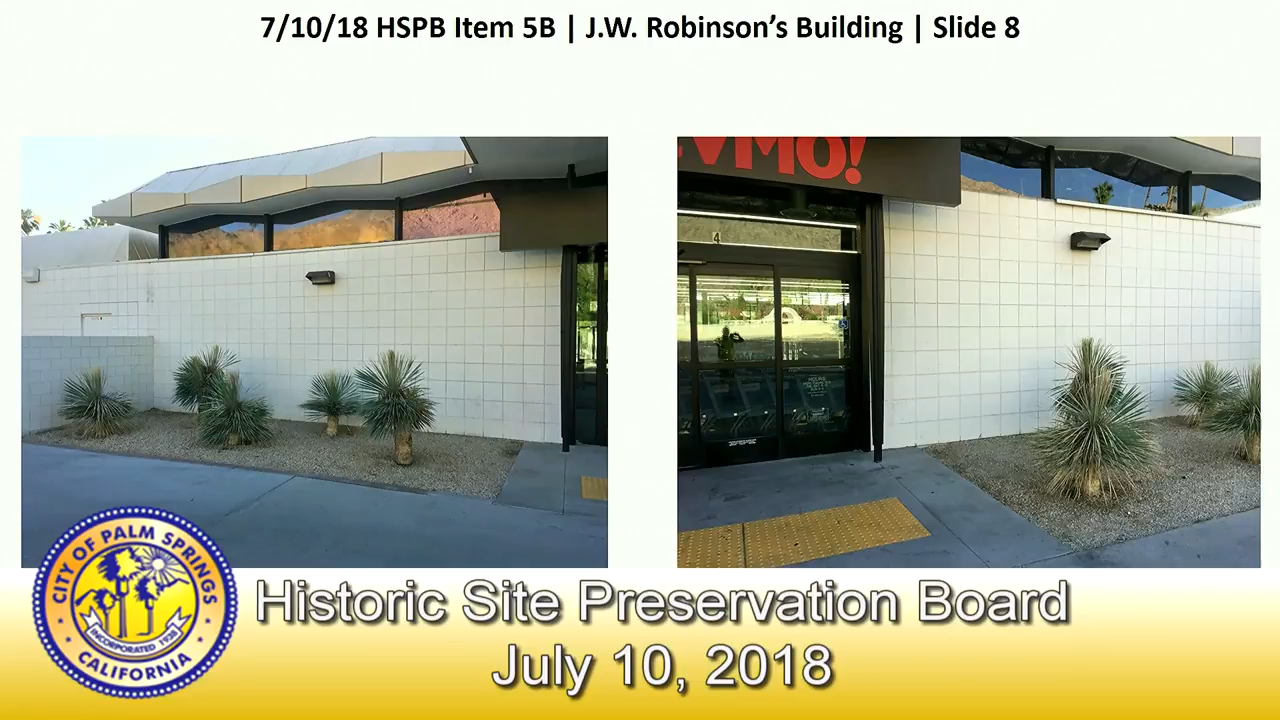 7/10/18 HSPB Item 5B | J.W. Robinson’s Building | Slide 8
VMO!
4
CITY OF PALM SPRINGS
INCORPORATED 1938
CALIFORNIA
Historic Site Preservation Board
July 10, 2018